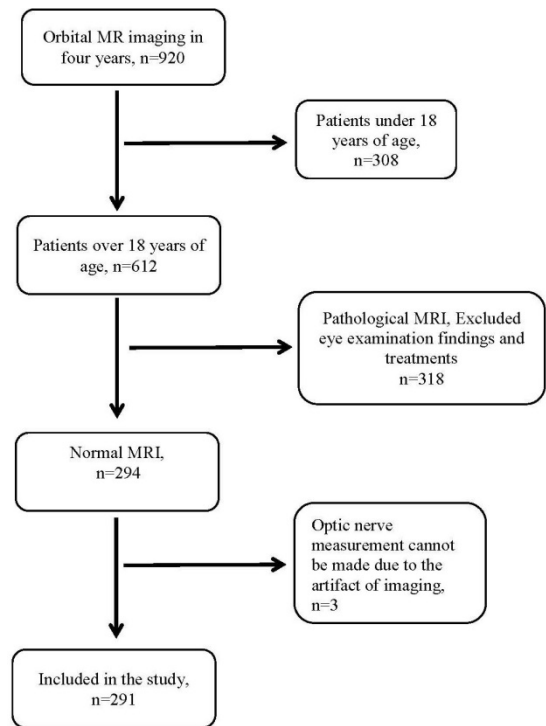 Orbital MR imaging in
four years, n=920
Patients under 18
years of age,
n=308
Patients over 18 years of
age, n=612
Pathological MRI, Excluded
eye examination findings and
treatments
n=318
Normal MRI,
n=294
Optic nerve
measurement cannot
be made due to the
artifact of imaging,
n=3
Included in the study,
n=291